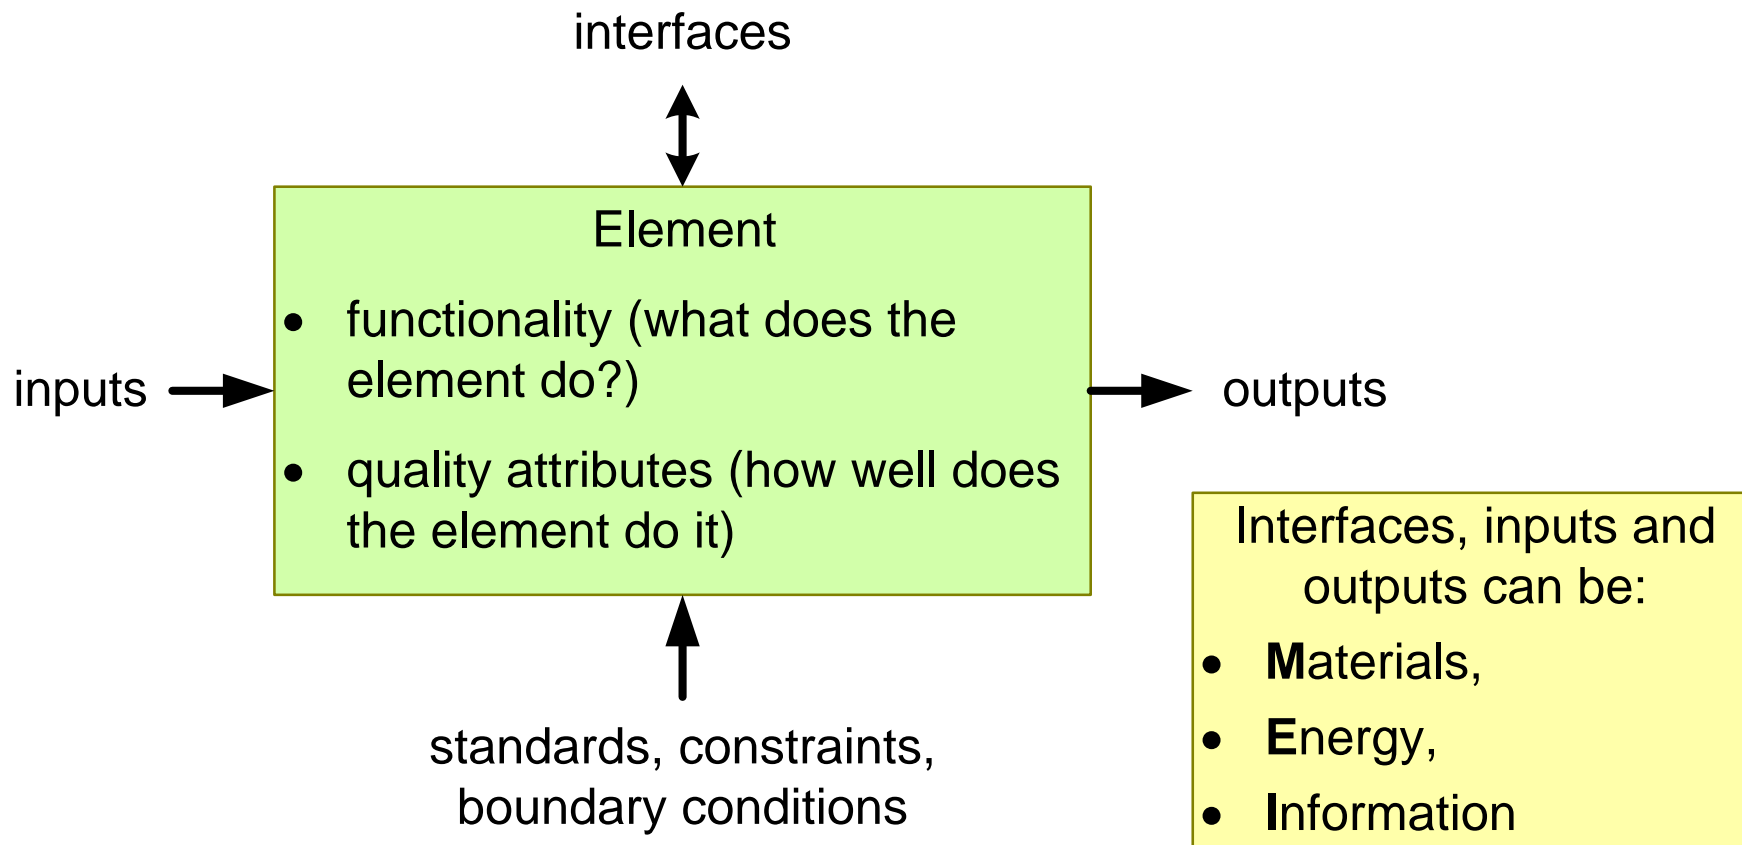 interfaces
Element
• functionality (what does the
element do?)
• quality attributes (how well does
the element do it)
inputs
outputs
standards, constraints,
boundary conditions
Interfaces, inputs and
outputs can be:
• Materials,
• Energy,
• Information